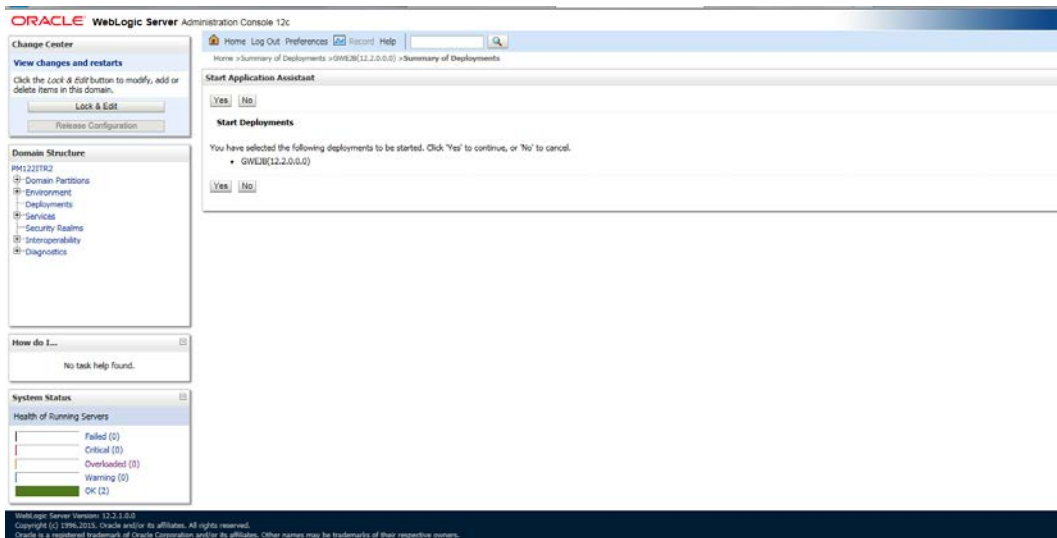 ORACLE WebLogic Server Administration Console 12c
Change Center
View changes and restarts
Click the Lock & Edit button to modify, add or
delete items in this domain.
Lock & Edit
Release Configuration
Domain Structure
PM122ITR2
Domain Partitions
Environment
Deployments
Services
Security Realms
Interoperability
Diagnostics
How do I...
No task help found.
System Status
Health of Running Servers
Failed (0)
Critical (0)
Overloaded (0)
Warning (0)
OK (2)
Home Log Out Preferences Record Help
Home >Summary of Deployments >GWEJB(12.2.0.0.0) >Summary of Deployments
Start Application Assistant
Yes No
Start Deployments
You have selected the following deployments to be started. Click 'Yes' to continue, or 'No' to cancel.
• GWEJB(12.2.0.0.0)
Yes No
WebLogic Server Version: 12.2.1.0.0
Copyright (c) 1996,2015, Oracle and/or its affiliates. All rights reserved.
Oracle is a registered trademark of Oracle Corporation and/or its affiliates. Other names may be trademarks of their respective owners.